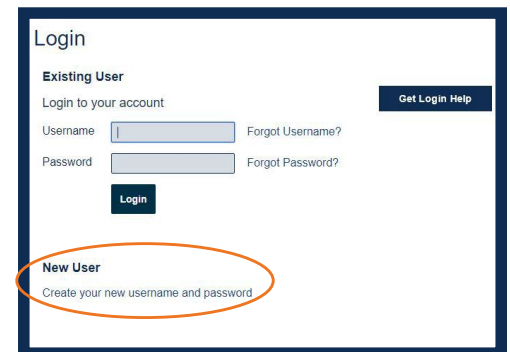 Login
Existing User
Login to your account
Get Login Help
Username
Forgot Username?
Password
Forgot Password?
Login
New User
Create your new username and password